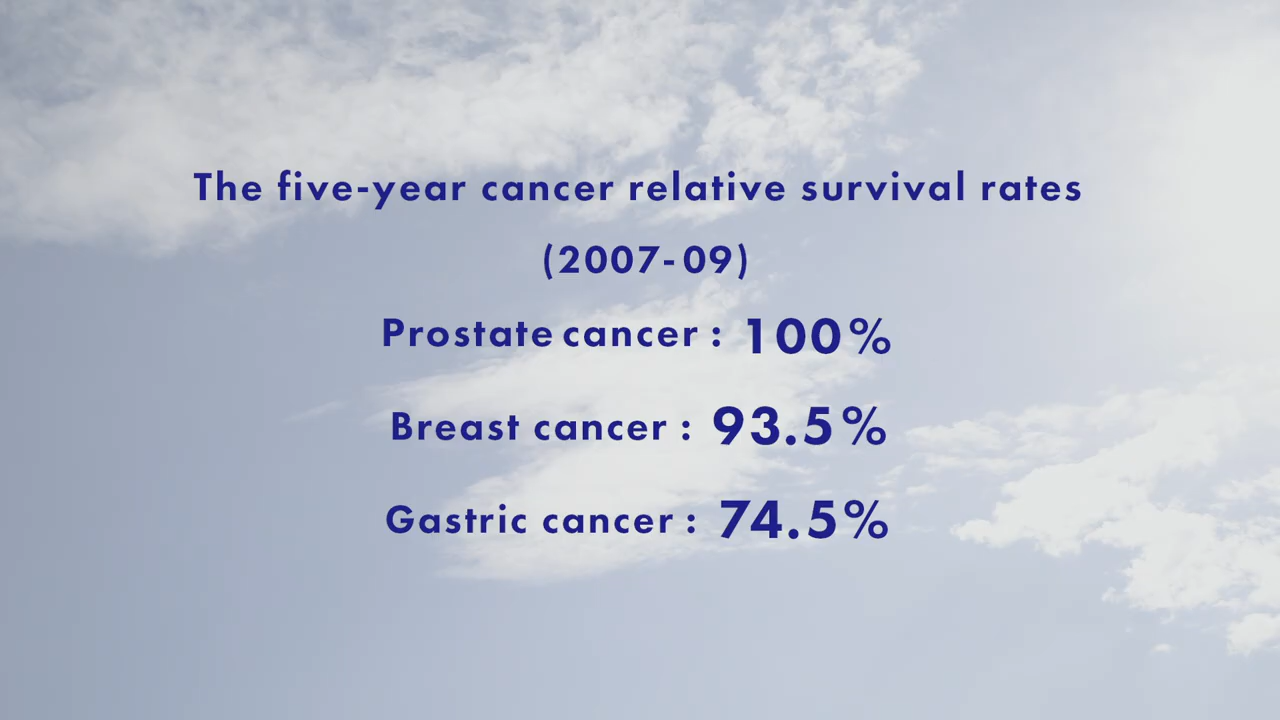 The five-year cancer relative survival rates
(2007-09)
Prostate cancer : 100%
Breast cancer : 93.5%
Gastric cancer : 74.5%